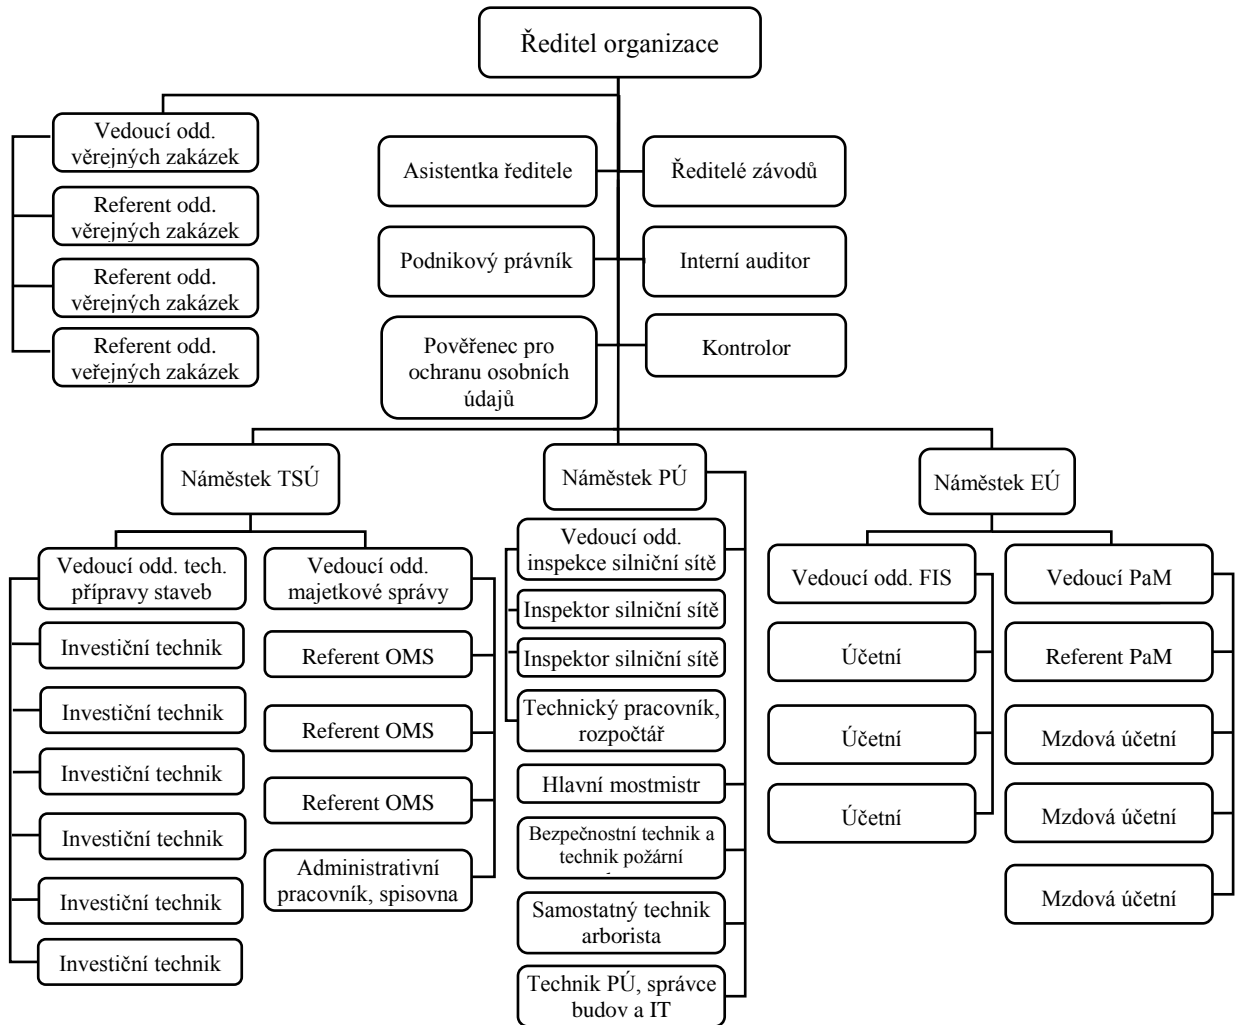 Ředitel organizace
Vedoucí odd.
věrejných zakázek
Referent odd.
věrejných zakázek
Referent odd.
věrejných zakázek
Referent odd.
veřejných zakázek
Asistentka ředitele
Ředitelé závodů
Podnikový právník
Interní auditor
Pověřenec pro
ochranu osobních
údajů
Kontrolor
Náměstek TSÚ
Náměstek PÚ
Náměstek EÚ
Vedoucí odd. tech.
přípravy staveb
Investiční technik
Investiční technik
Investiční technik
Investiční technik
Investiční technik
Investiční technik
Vedoucí odd.
majetkové správy
Referent OMS
Referent OMS
Referent OMS
Administrativní
pracovník, spisovna
Vedoucí odd.
inspekce silniční sítě
Inspektor silniční sítě
Inspektor silniční sítě
Technický pracovník,
rozpočtář
Hlavní mostmistr
Bezpečnostní technik a
technik požární
Samostatný technik
arborista
Technik PÚ, správce
budov a IT
Vedoucí odd. FIS
Účetní
Účetní
Účetní
Vedoucí PaM
Referent PaM
Mzdová účetní
Mzdová účetní
Mzdová účetní